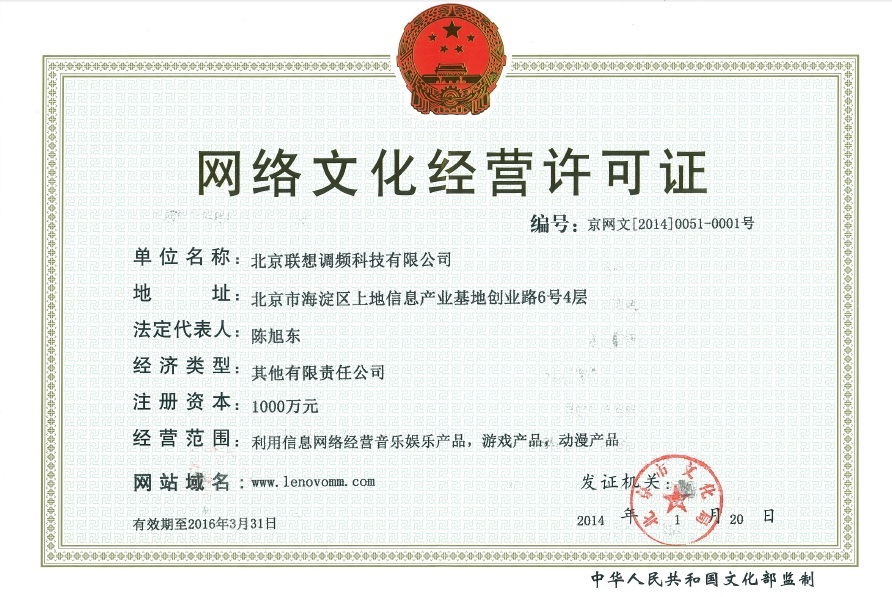 网络文化经营许可证
编号：京网文[2014]0051-0001号
单位名称：北京联想调频科技有限公司
地 址：北京市海淀区上地信息产业基地创业路6号4层
法定代表人：陈旭东
经济类型：其他有限责任公司
注册资本：1000万元
经营范围：利用信息网络经营音乐娱乐产品，游戏产品，动漫产品
网站域名：www.lenovomm.com
发证机关：
北京市文化局
有效期至2016年3月31日
2014 年 1 月 20 日
中华人民共和国文化部监制